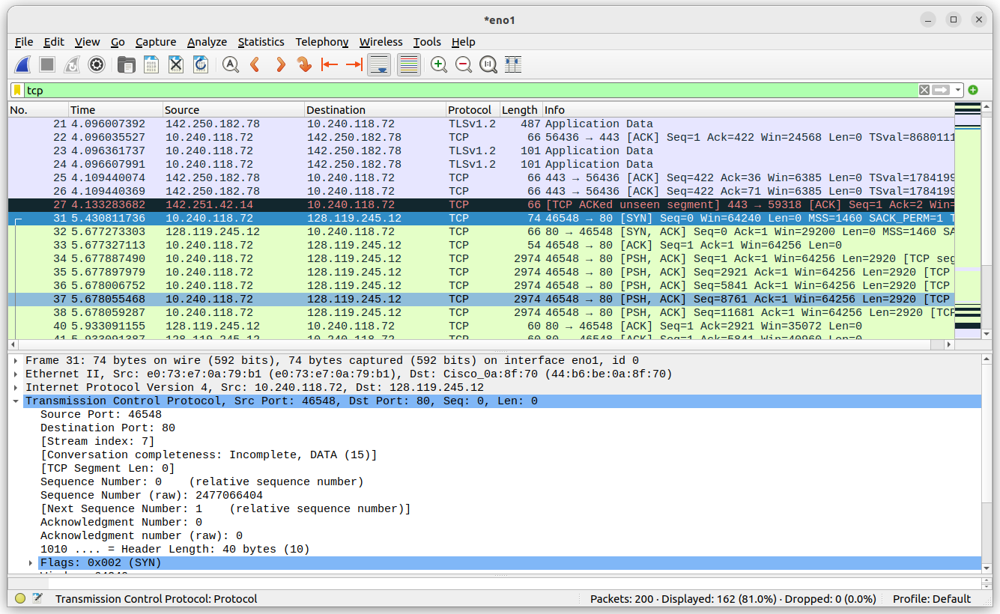 *eno1
File Edit View Go Capture Analyze Statistics Telephony Wireless Tools Help
tcp
No. Time Source Destination Protocol Length Info
21 4.096007392 142.250.182.78 10.240.118.72 TLSv1.2 487 Application Data
22 4.096035527 10.240.118.72 142.250.182.78 TCP 66 56436 → 443 [ACK] Seq=1 Ack=422 Win=24568 Len=0 TSval=8680111
23 4.096361737 10.240.118.72 142.250.182.78 TLSv1.2 101 Application Data
24 4.096607991 10.240.118.72 142.250.182.78 TLSv1.2 101 Application Data
25 4.109440074 142.250.182.78 10.240.118.72 TCP 66 443 → 56436 [ACK] Seq=422 Ack=36 Win=6385 Len=0 TSval=1784199
26 4.109440369 142.250.182.78 10.240.118.72 TCP 66 443 → 56436 [ACK] Seq=422 Ack=71 Win=6385 Len=0 TSval=1784199
27 4.133283682 142.251.42.14 10.240.118.72 TCP 66 [TCP ACKed unseen segment] 443 → 59318 [ACK] Seq=1 Ack=2 Win=
31 5.430811736 10.240.118.72 128.119.245.12 TCP 74 46548 → 80 [SYN] Seq=0 Win=64240 Len=0 MSS=1460 SACK_PERM=1 T
32 5.677273303 128.119.245.12 10.240.118.72 TCP 66 80 → 46548 [SYN, ACK] Seq=0 Ack=1 Win=29200 Len=0 MSS=1460 SA
33 5.677327113 10.240.118.72 128.119.245.12 TCP 54 46548 → 80 [ACK] Seq=1 Ack=1 Win=64256 Len=0
34 5.677887490 10.240.118.72 128.119.245.12 TCP 2974 46548 → 80 [PSH, ACK] Seq=1 Ack=1 Win=64256 Len=2920 [TCP seg
35 5.677897979 10.240.118.72 128.119.245.12 TCP 2974 46548 → 80 [PSH, ACK] Seq=2921 Ack=1 Win=64256 Len=2920 [TCP
36 5.678006752 10.240.118.72 128.119.245.12 TCP 2974 46548 → 80 [PSH, ACK] Seq=5841 Ack=1 Win=64256 Len=2920 [TCP
37 5.678055468 10.240.118.72 128.119.245.12 TCP 2974 46548 → 80 [PSH, ACK] Seq=8761 Ack=1 Win=64256 Len=2920 [TCP
38 5.678059287 10.240.118.72 128.119.245.12 TCP 2974 46548 → 80 [PSH, ACK] Seq=11681 Ack=1 Win=64256 Len=2920 [TCP
40 5.933091155 128.119.245.12 10.240.118.72 TCP 60 80 → 46548 [ACK] Seq=1 Ack=2921 Win=35072 Len=0
Frame 31: 74 bytes on wire (592 bits), 74 bytes captured (592 bits) on interface eno1, id 0
Ethernet II, Src: e0:73:e7:0a:79:b1 (e0:73:e7:0a:79:b1), Dst: Cisco_0a:8f:70 (44:b6:be:0a:8f:70)
Internet Protocol Version 4, Src: 10.240.118.72, Dst: 128.119.245.12
Transmission Control Protocol, Src Port: 46548, Dst Port: 80, Seq: 0, Len: 0
Source Port: 46548
Destination Port: 80
[Stream index: 7]
[Conversation completeness: Incomplete, DATA (15)]
[TCP Segment Len: 0]
Sequence Number: 0 (relative sequence number)
Sequence Number (raw): 2477066404
[Next Sequence Number: 1 (relative sequence number)]
Acknowledgment Number: 0
Acknowledgment number (raw): 0
1010 .... = Header Length: 40 bytes (10)
Flags: 0x002 (SYN)
Transmission Control Protocol: Protocol
Packets: 200 · Displayed: 162 (81.0%) · Dropped: 0 (0.0%)
Profile: Default